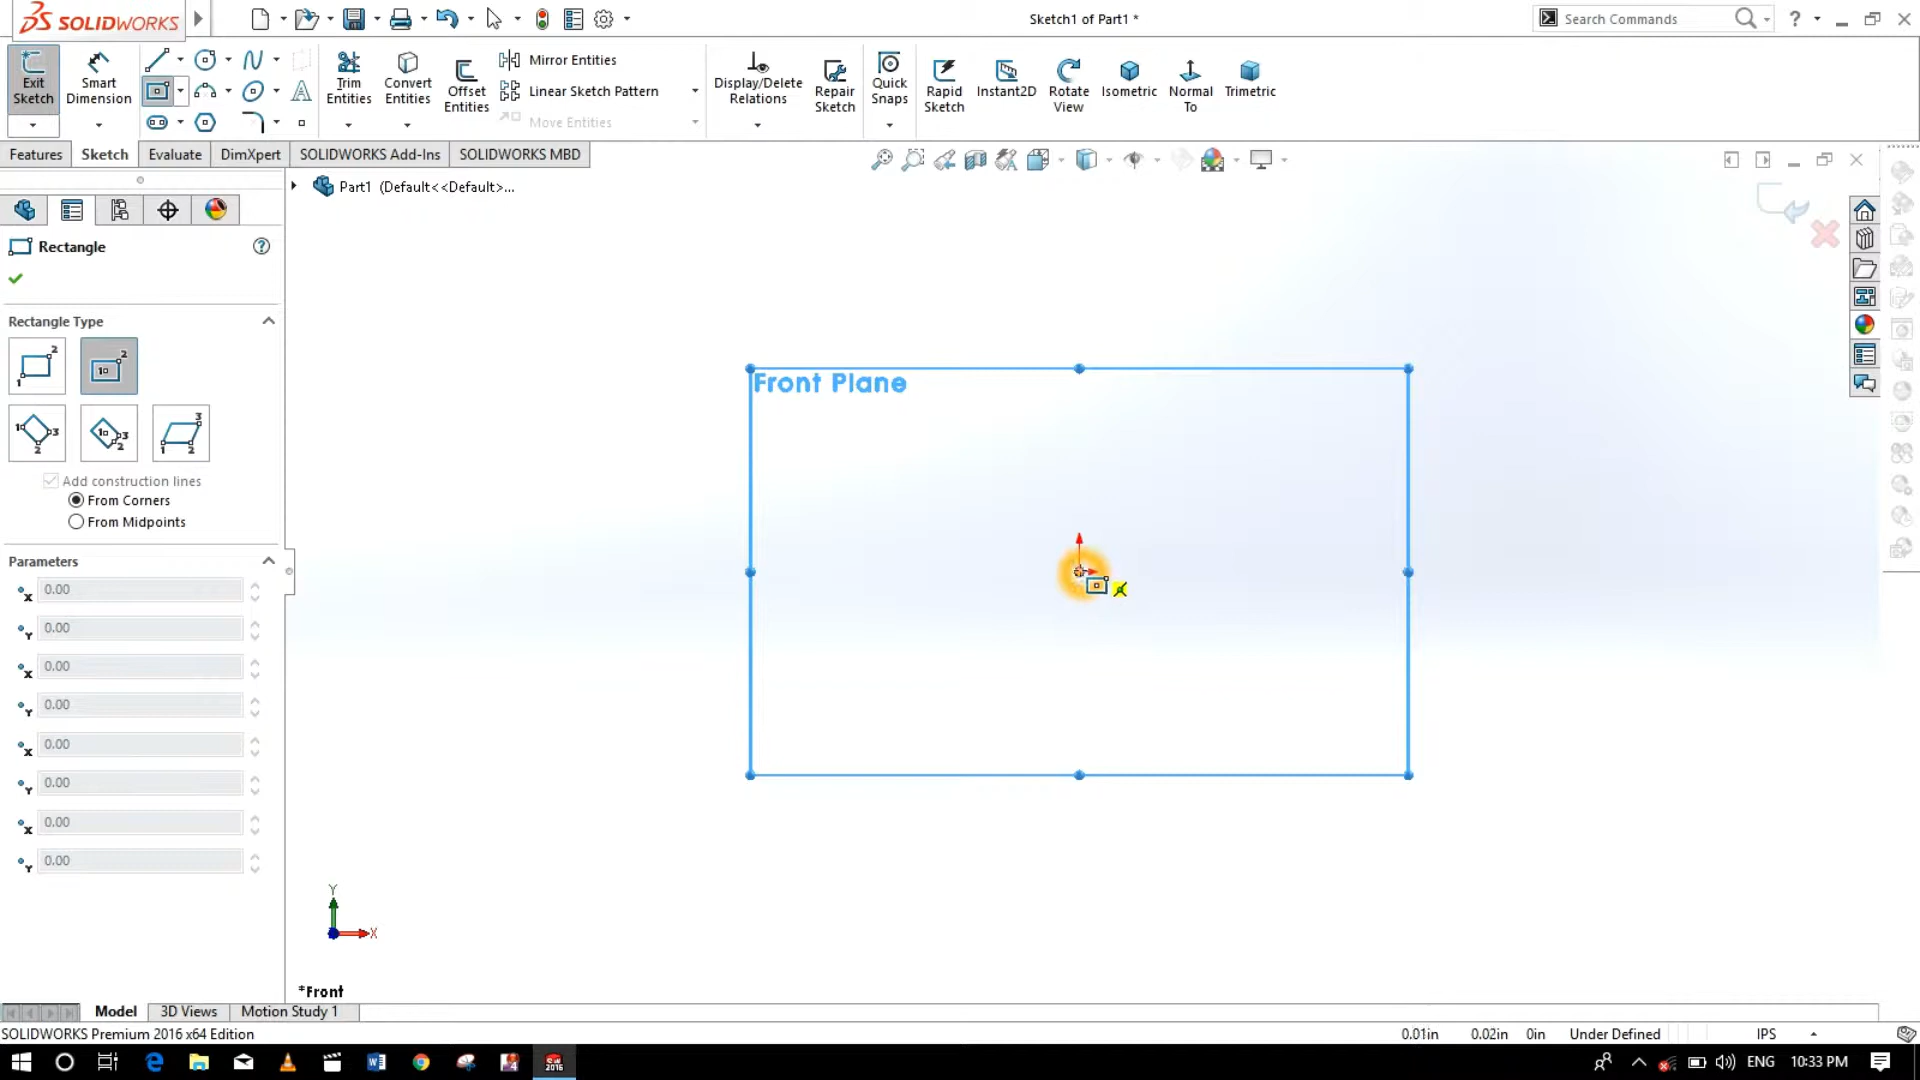 SOLIDWORKS
Sketch1 of Part1 *
Search Commands
?
Exit Sketch
Smart Dimension
Trim Entities
Convert Entities
Offset Entities
Mirror Entities
Linear Sketch Pattern
Move Entities
Display/Delete Relations
Repair Sketch
Quick Snaps
Rapid Sketch
Instant2D
Rotate View
Isometric
Normal To
Trimetric
Features
Sketch
Evaluate
DimXpert
SOLIDWORKS Add-Ins
SOLIDWORKS MBD
Part1 (Default<<Default>...
Rectangle
Rectangle Type
Add construction lines
From Corners
From Midpoints
Parameters
X 0.00
Y 0.00
X 0.00
Y 0.00
X 0.00
Y 0.00
X 0.00
Y 0.00
Front Plane
Y
X
*Front
Model
3D Views
Motion Study 1
SOLIDWORKS Premium 2016 x64 Edition
0.01in
0.02in
0in
Under Defined
IPS
ENG
10:33 PM